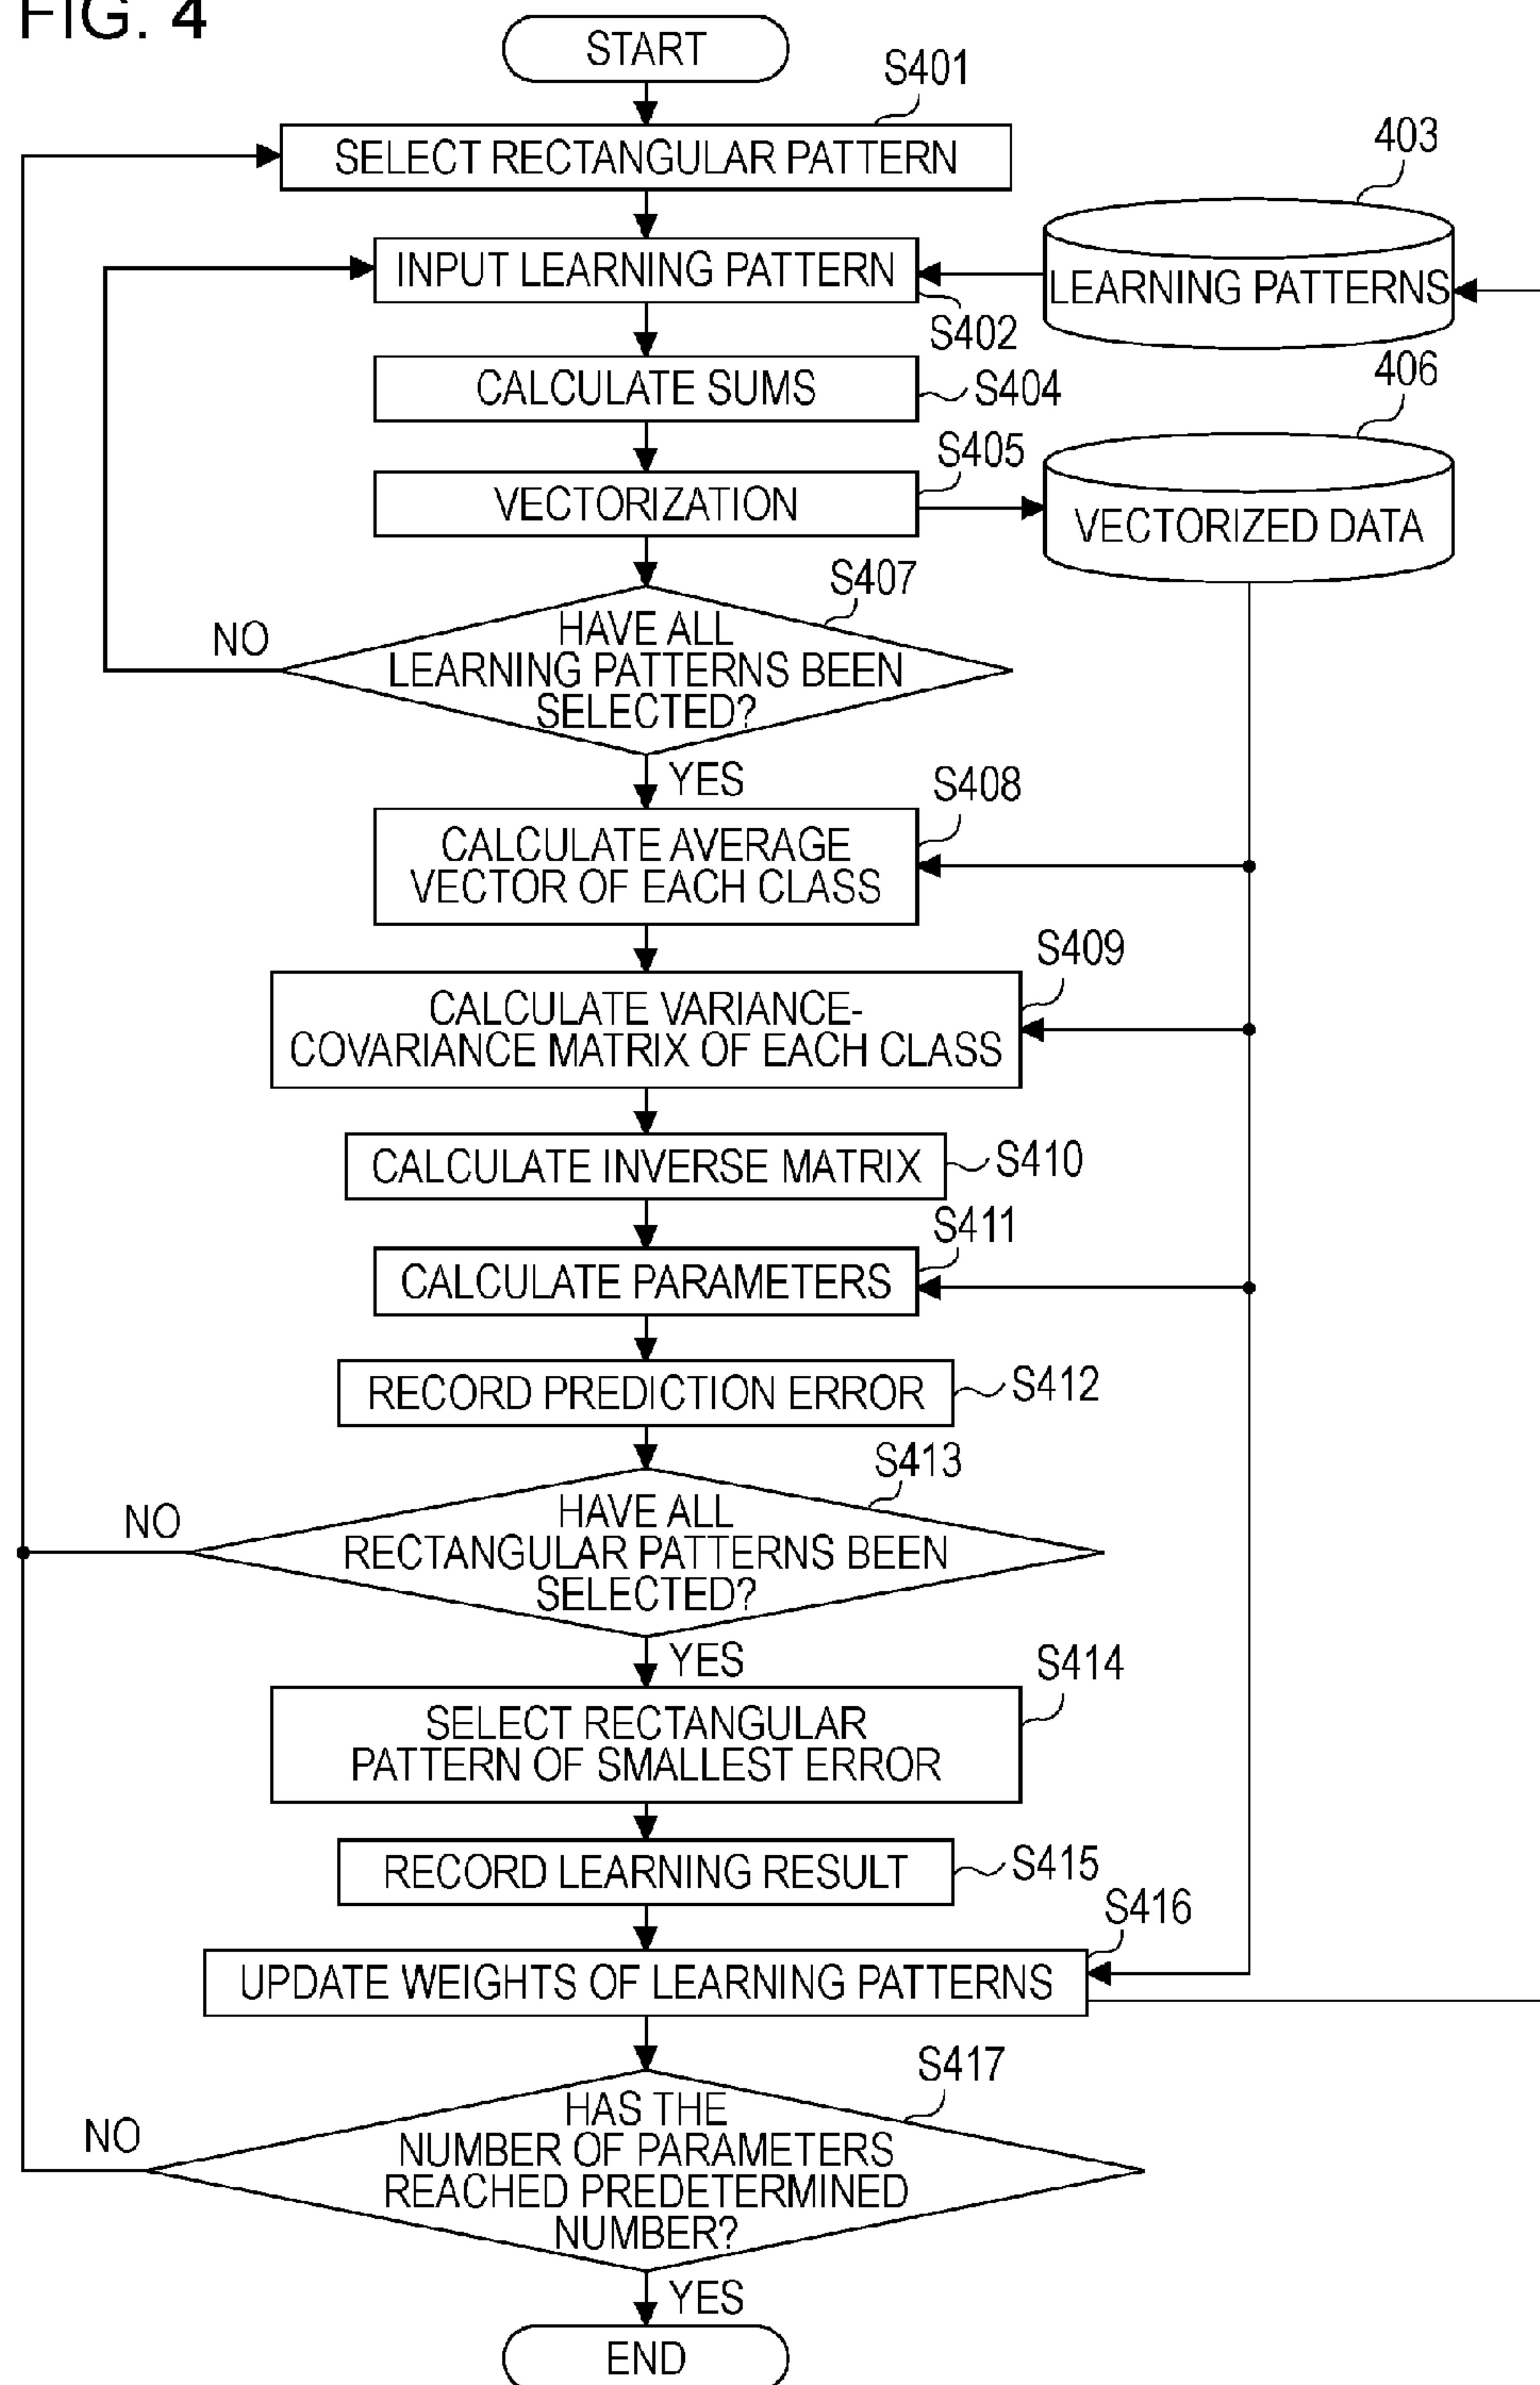 FIG. 4
START
S401
SELECT RECTANGULAR PATTERN
403
INPUT LEARNING PATTERN
LEARNING PATTERNS
S402
CALCULATE SUMS
S404
406
S405
VECTORIZATION
VECTORIZED DATA
S407
HAVE ALL
LEARNING PATTERNS BEEN
SELECTED?
NO
YES
S408
CALCULATE AVERAGE
VECTOR OF EACH CLASS
S409
CALCULATE VARIANCE-
COVARIANCE MATRIX OF EACH CLASS
CALCULATE INVERSE MATRIX
S410
S411
CALCULATE PARAMETERS
RECORD PREDICTION ERROR
S412
S413
HAVE ALL
RECTANGULAR PATTERNS BEEN
SELECTED?
NO
YES
S414
SELECT RECTANGULAR
PATTERN OF SMALLEST ERROR
RECORD LEARNING RESULT
S415
S416
UPDATE WEIGHTS OF LEARNING PATTERNS
S417
HAS THE
NUMBER OF PARAMETERS
REACHED PREDETERMINED
NUMBER?
NO
YES
END